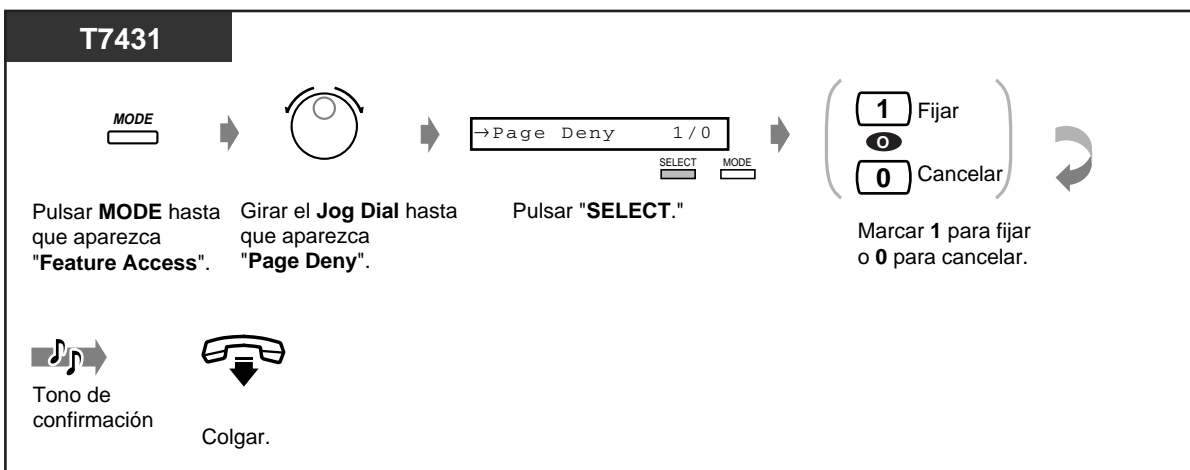 T7431
MODE
→Page Deny 1/0
SELECT MODE
1 Fijar
O
0 Cancelar
Pulsar MODE hasta
que aparezca
"Feature Access".
Girar el Jog Dial hasta
que aparezca
"Page Deny".
Pulsar "SELECT."
Marcar 1 para fijar
o 0 para cancelar.
Tono de
confirmación
Colgar.